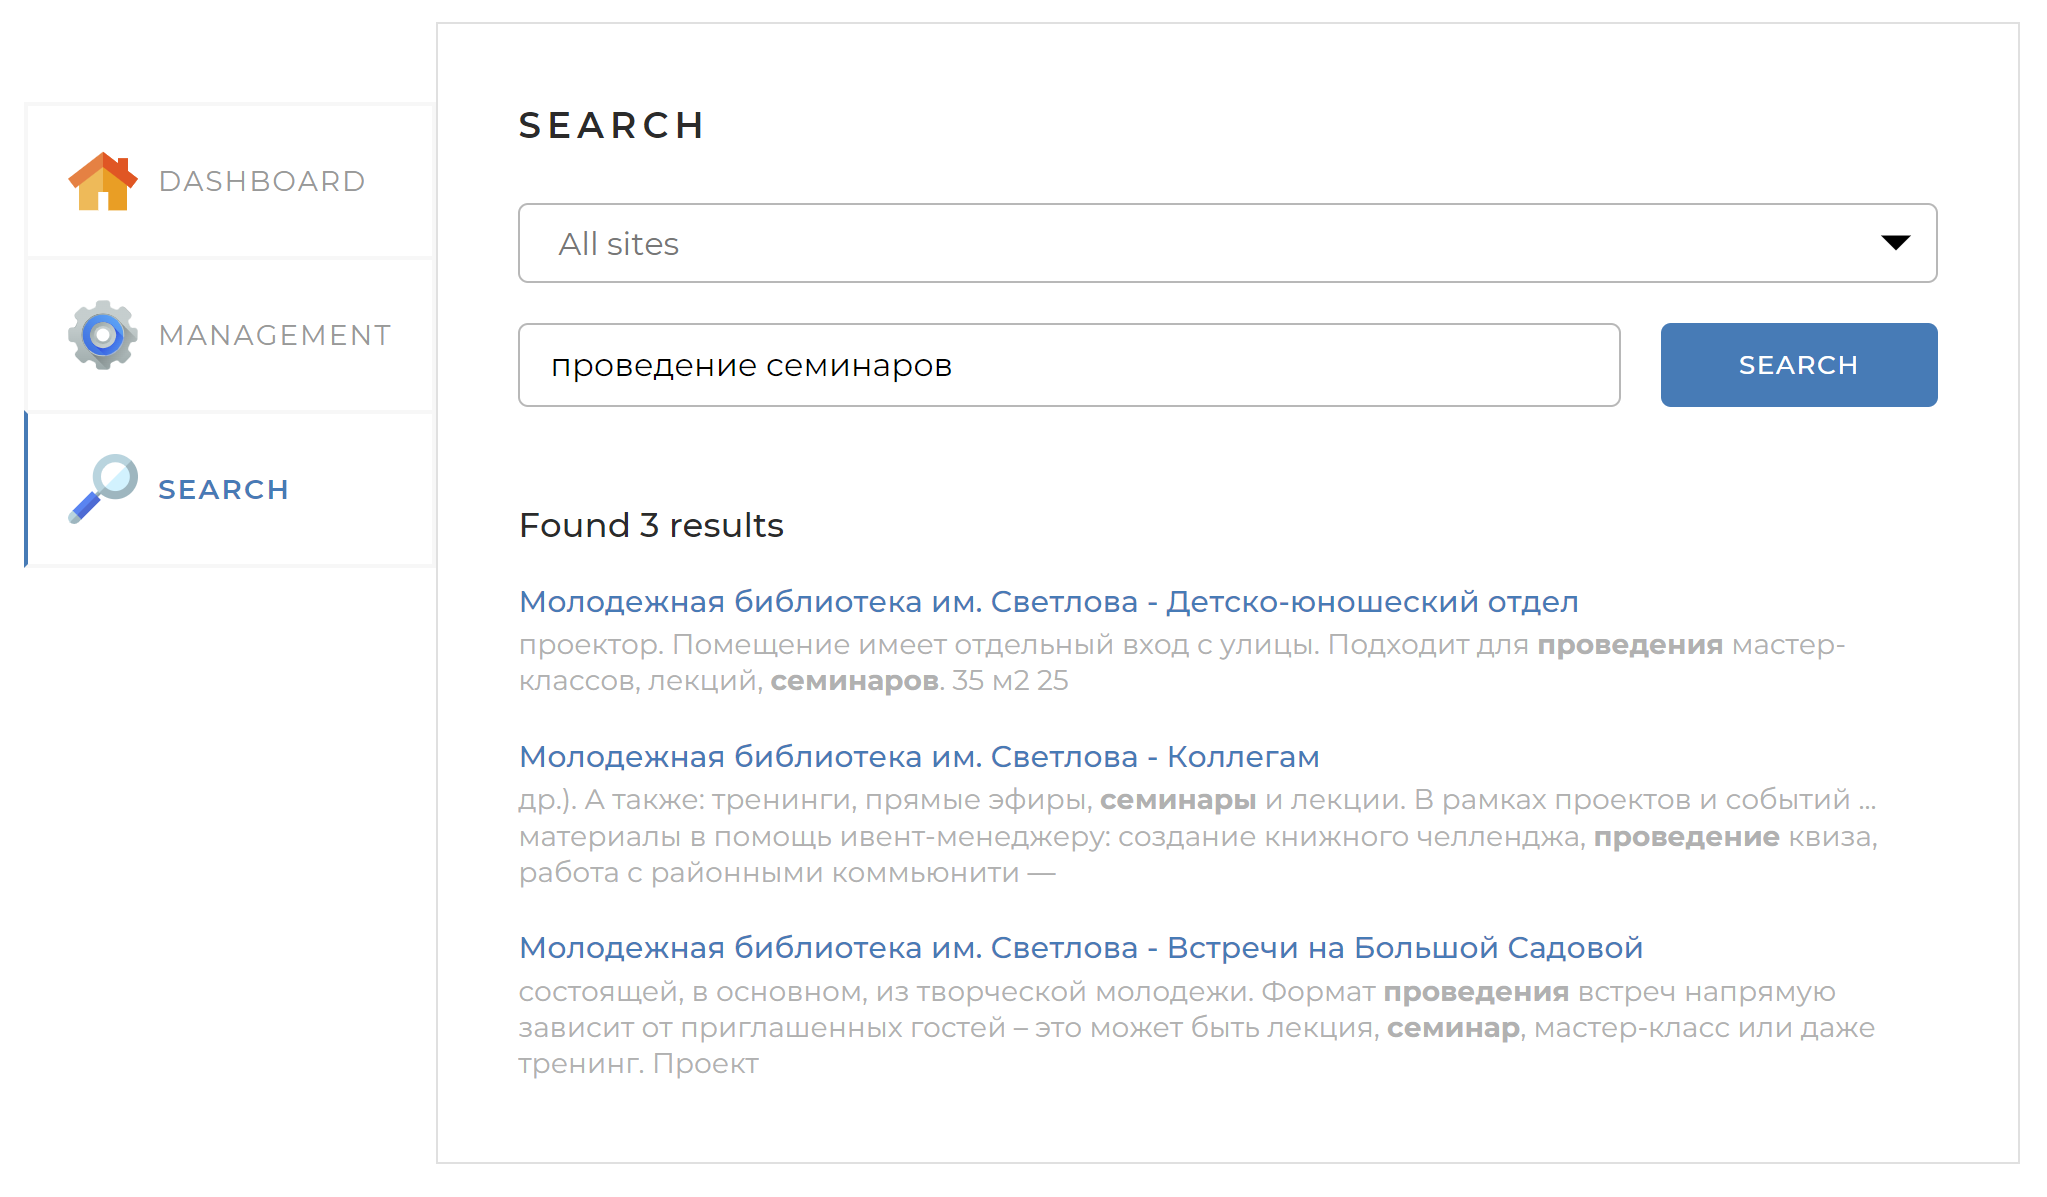 DASHBOARD
MANAGEMENT
SEARCH
SEARCH
All sites
проведение семинаров
SEARCH
Found 3 results
Молодежная библиотека им. Светлова - Детско-юношеский отдел
проектор. Помещение имеет отдельный вход с улицы. Подходит для проведения мастер-
классов, лекций, семинаров. 35 м2 25
Молодежная библиотека им. Светлова - Коллегам
др.). А также: тренинги, прямые эфиры, семинары и лекции. В рамках проектов и событий ...
материалы в помощь ивент-менеджеру: создание книжного челленджа, проведение квиза,
работа с районными коммьюнити —
Молодежная библиотека им. Светлова - Встречи на Большой Садовой
состоящей, в основном, из творческой молодежи. Формат проведения встреч напрямую
зависит от приглашенных гостей – это может быть лекция, семинар, мастер-класс или даже
тренинг. Проект